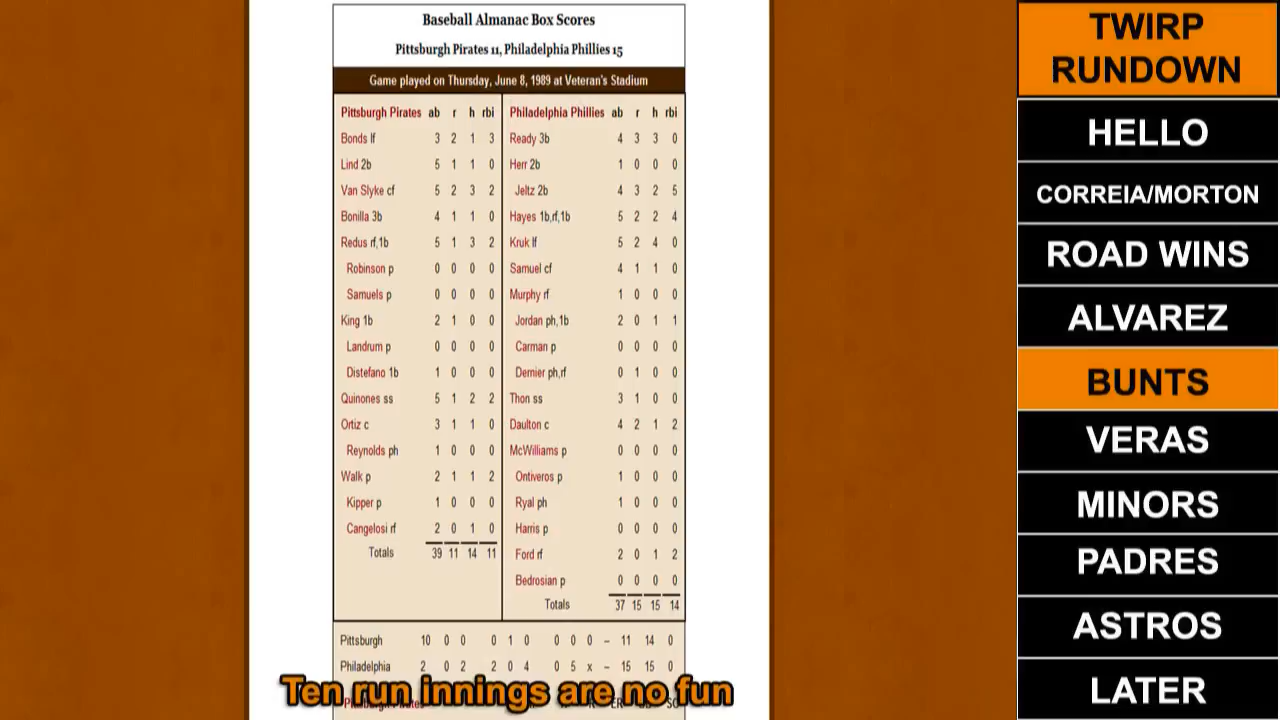 Baseball Almanac Box Scores
Pittsburgh Pirates 11, Philadelphia Phillies 15
Game played on Thursday, June 8, 1989 at Veteran's Stadium
Pittsburgh Pirates ab r h rbi
Bonds lf 3 2 1 3
Lind 2b 5 1 1 0
Van Slyke cf 5 2 3 2
Bonilla 3b 4 1 1 0
Redus rf,1b 5 1 3 2
Robinson p 0 0 0 0
Samuels p 0 0 0 0
King 1b 2 1 0 0
Landrum p 0 0 0 0
Distefano 1b 1 0 0 0
Quinones ss 5 1 2 2
Ortiz c 3 1 1 0
Reynolds ph 1 0 0 0
Walk p 2 1 1 2
Kipper p 1 0 0 0
Cangelosi rf 2 0 1 0
Totals 39 11 14 11
Philadelphia Phillies ab r h rbi
Ready 3b 4 3 3 0
Herr 2b 1 0 0 0
Jeltz 2b 4 3 2 5
Hayes 1b,rf,1b 5 2 2 4
Kruk lf 5 2 4 0
Samuel cf 4 1 1 0
Murphy rf 1 0 0 0
Jordan ph,1b 2 0 1 1
Carman p 0 0 0 0
Dernier ph,rf 0 1 0 0
Thon ss 3 1 0 0
Daulton c 4 2 1 2
McWilliams p 0 0 0 0
Ontiveros p 1 0 0 0
Ryal ph 1 0 0 0
Harris p 0 0 0 0
Ford rf 2 0 1 2
Bedrosian p 0 0 0 0
Totals 37 15 15 14
Pittsburgh 10 0 0 0 1 0 0 0 0 – 11 14 0
Philadelphia 2 0 2 2 0 4 0 5 x – 15 15 0
Ten run innings are no fun
TWIRP
RUNDOWN
HELLO
CORREIA/MORTON
ROAD WINS
ALVAREZ
BUNTS
VERAS
MINORS
PADRES
ASTROS
LATER